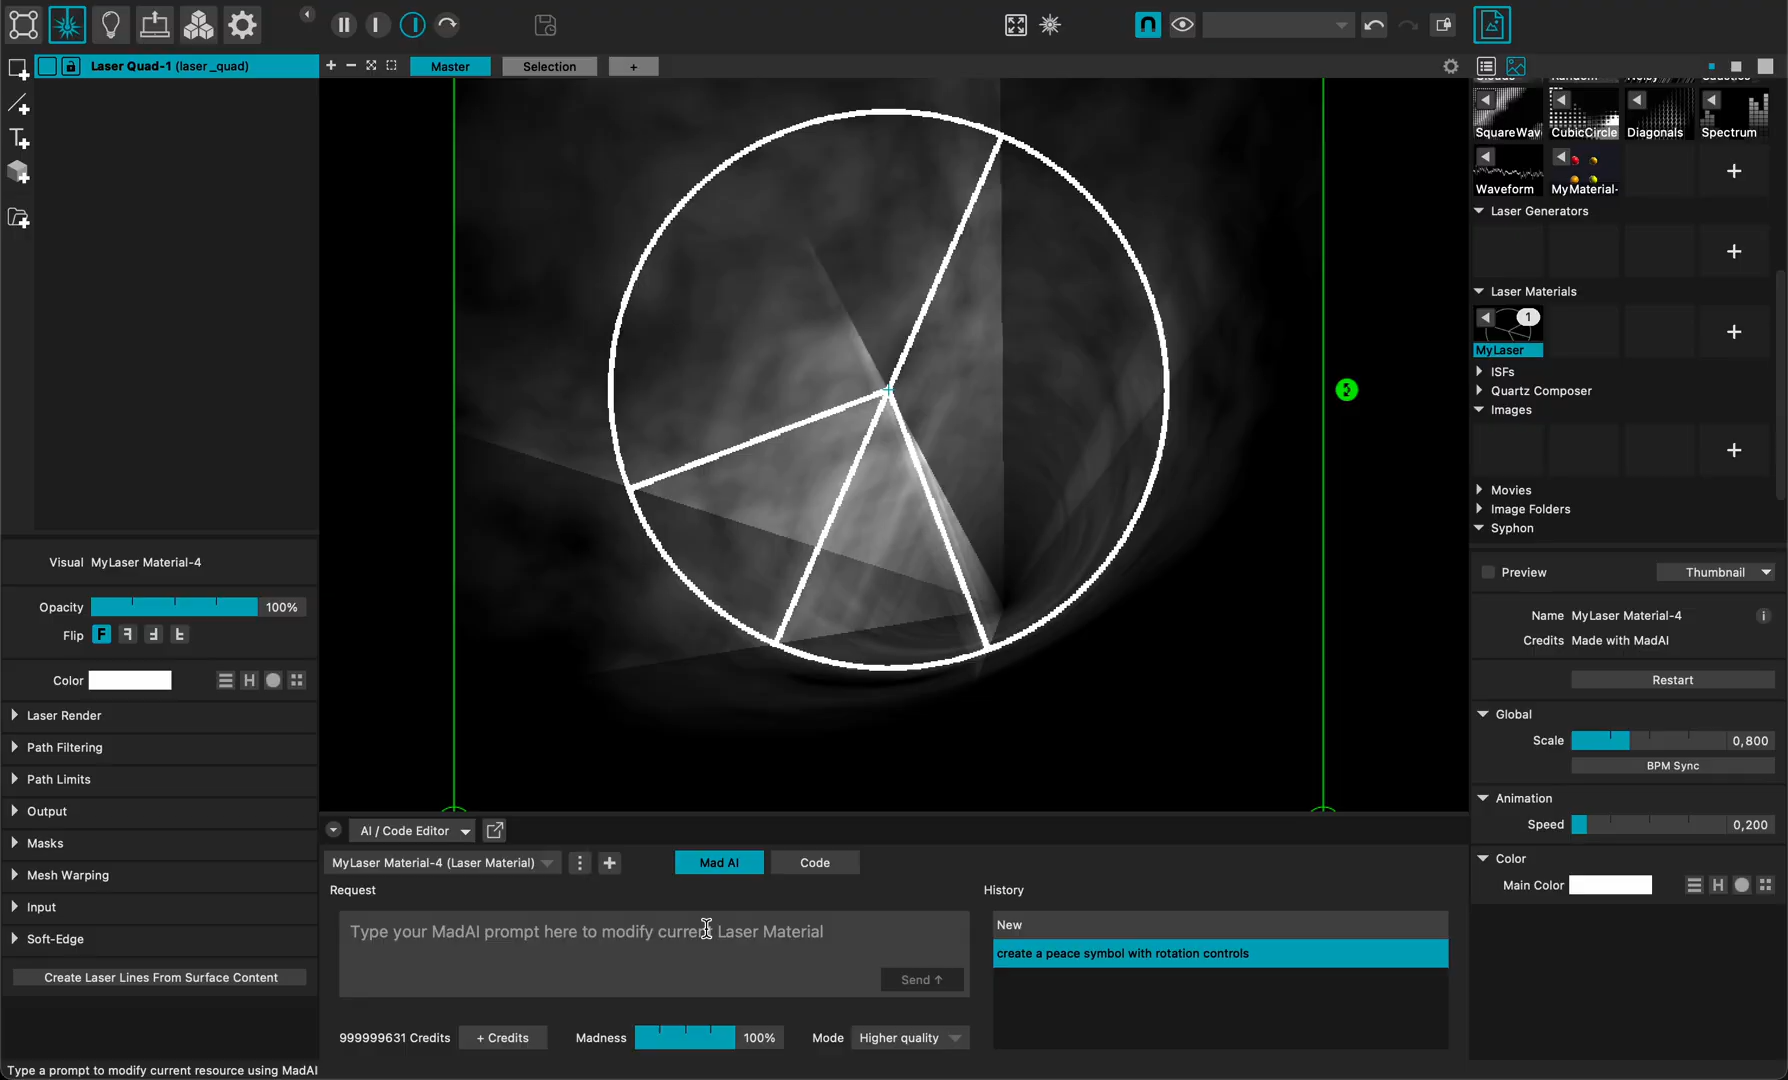 Laser Quad-1 (laser_quad)
Master
Selection
+
SquareWav
CubicCircle
Diagonals
Spectrum
Waveform
MyMaterial-
+
Laser Generators
+
Laser Materials
1
MyLaser
+
ISFs
Quartz Composer
Images
+
Movies
Image Folders
Syphon
Visual MyLaser Material-4
Opacity 100%
Flip F
Color
H
Laser Render
Path Filtering
Path Limits
Output
Masks
Mesh Warping
Input
Soft-Edge
Create Laser Lines From Surface Content
Type a prompt to modify current resource using MadAI
AI / Code Editor
MyLaser Material-4 (Laser Material)
Mad AI
Code
Request
Type your MadAI prompt here to modify current Laser Material
Send ↑
999999631 Credits
+ Credits
Madness 100%
Mode Higher quality
History
New
create a peace symbol with rotation controls
Preview
Thumbnail
Name MyLaser Material-4
i
Credits Made with MadAI
Restart
Global
Scale 0,800
BPM Sync
Animation
Speed 0,200
Color
Main Color
H